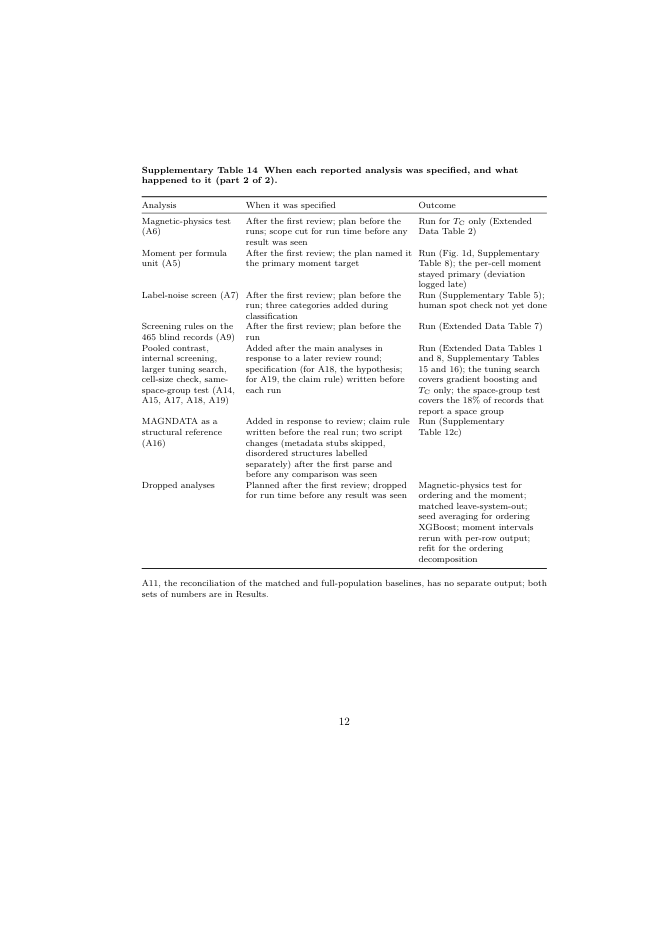 Supplementary Table 14 When each reported analysis was specified, and what
happened to it (part 2 of 2).
Analysis When it was specified Outcome
Magnetic-physics test After the first review; plan before the Run for TC only (Extended
(A6) runs; scope cut for run time before any Data Table 2)
result was seen
Moment per formula After the first review; the plan named it Run (Fig. 1d, Supplementary
unit (A5) the primary moment target Table 8); the per-cell moment
stayed primary (deviation
logged late)
Label-noise screen (A7) After the first review; plan before the Run (Supplementary Table 5);
run; three categories added during human spot check not yet done
classification
Screening rules on the After the first review; plan before the Run (Extended Data Table 7)
465 blind records (A9) run
Pooled contrast, Added after the main analyses in Run (Extended Data Tables 1
internal screening, response to a later review round; and 8, Supplementary Tables
larger tuning search, specification (for A18, the hypothesis; 15 and 16); the tuning search
cell-size check, same- for A19, the claim rule) written before covers gradient boosting and
space-group test (A14, each run TC only; the space-group test
A15, A17, A18, A19) covers the 18% of records that
report a space group
MAGNDATA as a Added in response to review; claim rule Run (Supplementary
structural reference written before the real run; two script Table 12c)
(A16) changes (metadata stubs skipped,
disordered structures labelled
separately) after the first parse and
before any comparison was seen
Dropped analyses Planned after the first review; dropped Magnetic-physics test for
for run time before any result was seen ordering and the moment;
matched leave-system-out;
seed averaging for ordering
XGBoost; moment intervals
rerun with per-row output;
refit for the ordering
decomposition
A11, the reconciliation of the matched and full-population baselines, has no separate output; both
sets of numbers are in Results.
12